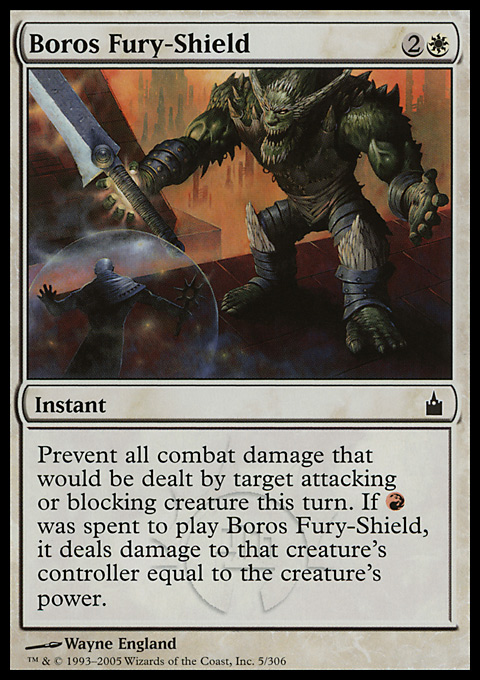 Boros Fury-Shield 2
Instant
Prevent all combat damage that
would be dealt by target attacking
or blocking creature this turn. If
was spent to play Boros Fury-Shield,
it deals damage to that creature's
controller equal to the creature's
power.
Wayne England
™ & © 1993–2005 Wizards of the Coast, Inc. 5/306